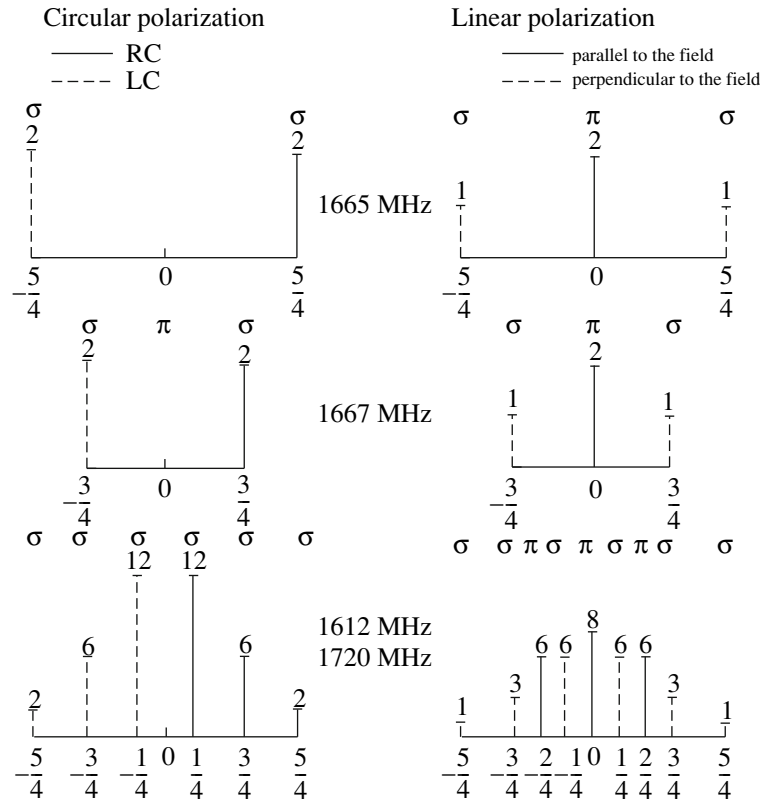 Circular polarization
RC
LC
Linear polarization
parallel to the field
perpendicular to the field
σ σ
2 2
−5/4 0 5/4
1665 MHz
σ π σ
1 2 1
−5/4 0 5/4
σ π σ
2 2
−3/4 0 3/4
1667 MHz
σ π σ
1 2 1
−3/4 0 3/4
σ σ σ σ σ σ
2 6 12 12 6 2
−5/4 −3/4 −1/4 0 1/4 3/4 5/4
1612 MHz
1720 MHz
σ σ π σ π σ π σ σ
1 3 6 6 8 6 6 3 1
−5/4 −3/4 −2/4 −1/4 0 1/4 2/4 3/4 5/4